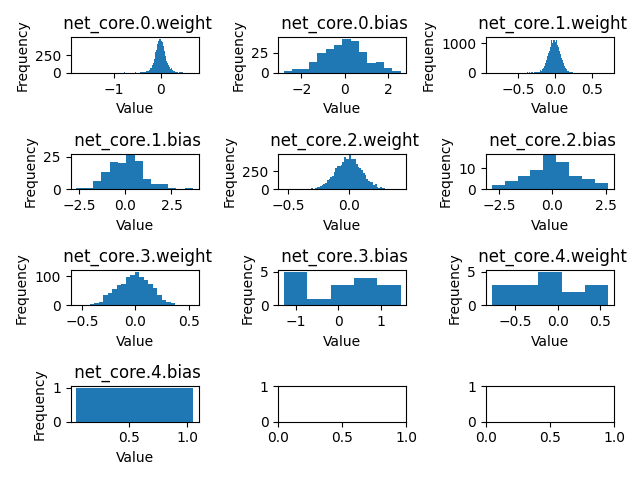 net_core.0.weight
net_core.0.bias
net_core.1.weight
Frequency
250
0
−1
0
Value
Frequency
25
0
−2
0
2
Value
Frequency
1000
0
−0.5
0.0
0.5
Value
net_core.1.bias
net_core.2.weight
net_core.2.bias
Frequency
25
0
−2.5
0.0
2.5
Value
Frequency
250
0
−0.5
0.0
Value
Frequency
10
0
−2.5
0.0
2.5
Value
net_core.3.weight
net_core.3.bias
net_core.4.weight
Frequency
100
0
−0.5
0.0
0.5
Value
Frequency
5
0
−1
0
1
Value
Frequency
5
0
−0.5
0.0
0.5
Value
net_core.4.bias
Frequency
1
0
0.5
1.0
Value
1
0
0.0
0.5
1.0
1
0
0.0
0.5
1.0